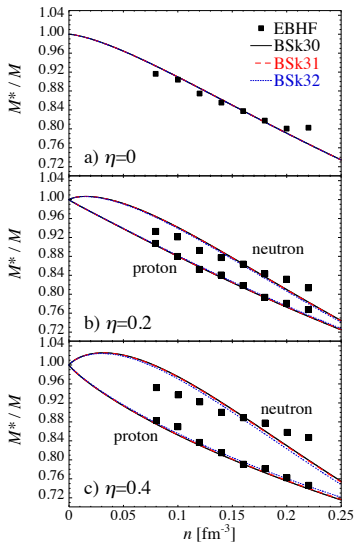 1.04
1.00
0.96
0.92
0.88
0.84
0.80
0.76
0.72
M*/M
EBHF
BSk30
BSk31
BSk32
a) η=0
1.04
1.00
0.96
0.92
0.88
0.84
0.80
0.76
0.72
M*/M
neutron
proton
b) η=0.2
1.04
1.00
0.96
0.92
0.88
0.84
0.80
0.76
0.72
M*/M
neutron
proton
c) η=0.4
0 0.05 0.1 0.15 0.2 0.25
n [fm⁻³]